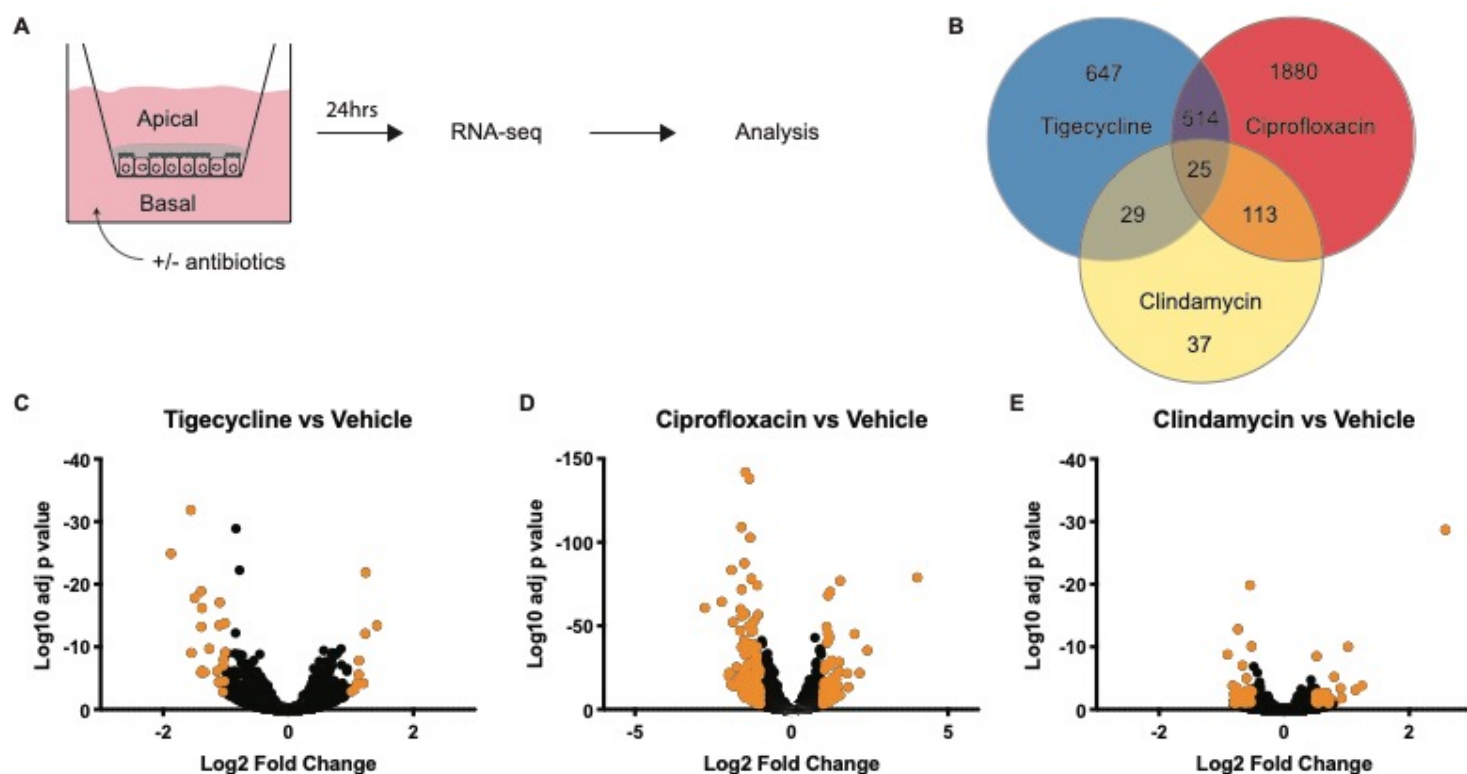 A
Apical
Basal
+/- antibiotics
24hrs
RNA-seq
Analysis
B
647
1880
Tigecycline
514
Ciprofloxacin
25
29
113
Clindamycin
37
C
Tigecycline vs Vehicle
Log10 adj p value
-40
-30
-20
-10
0
-2
0
2
Log2 Fold Change
D
Ciprofloxacin vs Vehicle
Log10 adj p value
-150
-100
-50
0
-5
0
5
Log2 Fold Change
E
Clindamycin vs Vehicle
Log10 adj p value
-40
-30
-20
-10
0
-2
0
2
Log2 Fold Change